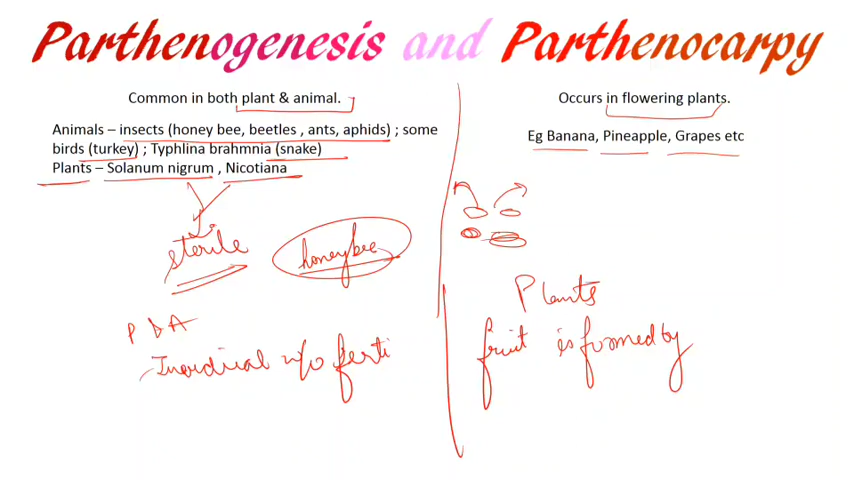 Parthenogenesis and Parthenocarpy
Common in both plant & animal.
Animals – insects (honey bee, beetles , ants, aphids) ; some
birds (turkey) ; Typhlina brahmnia (snake)
Plants – Solanum nigrum , Nicotiana
sterile
honeybee
P & A
Inovdirual w/o ferti
Occurs in flowering plants.
Eg Banana, Pineapple, Grapes etc
Plants
fruit is foomed by